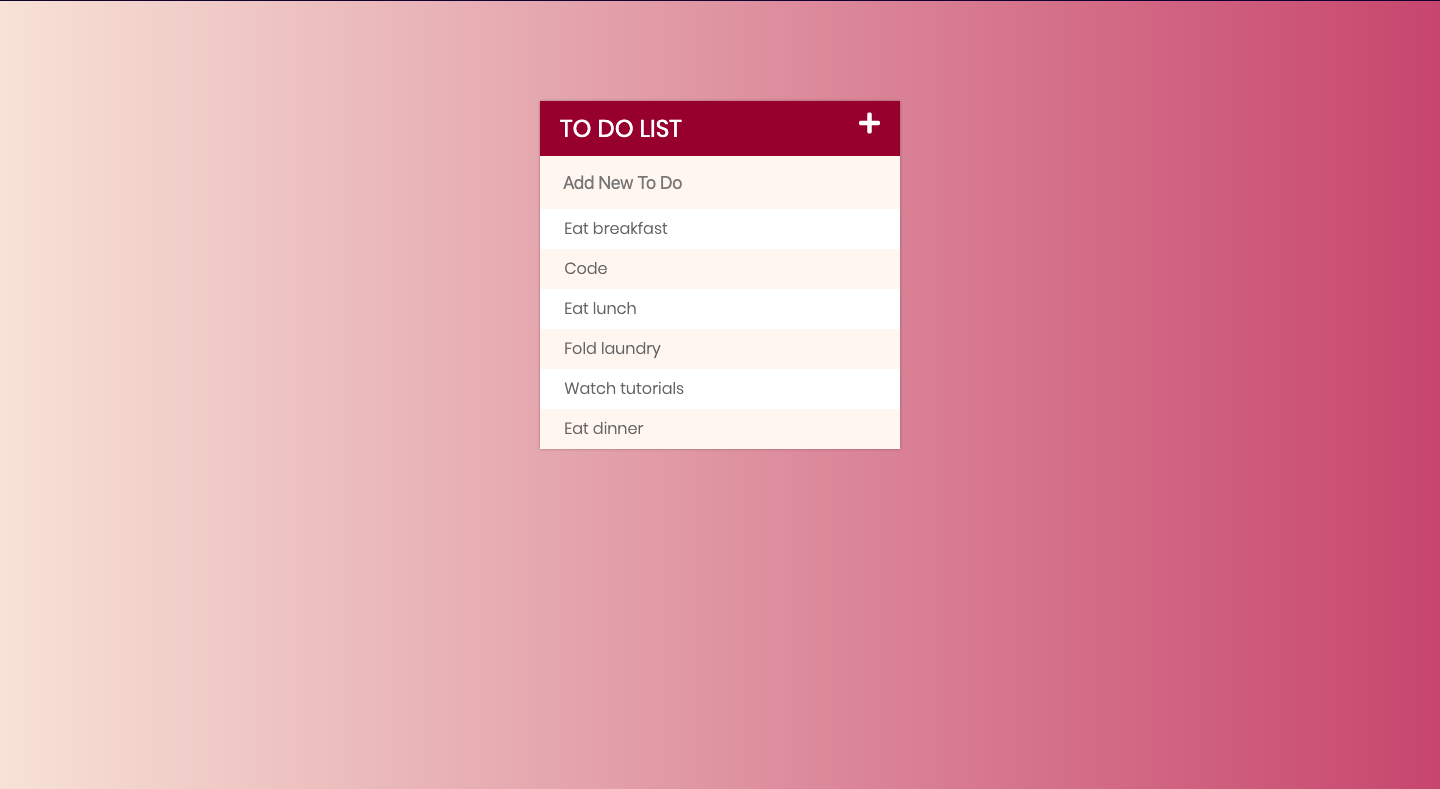 TO DO LIST
Add New To Do
Eat breakfast
Code
Eat lunch
Fold laundry
Watch tutorials
Eat dinner